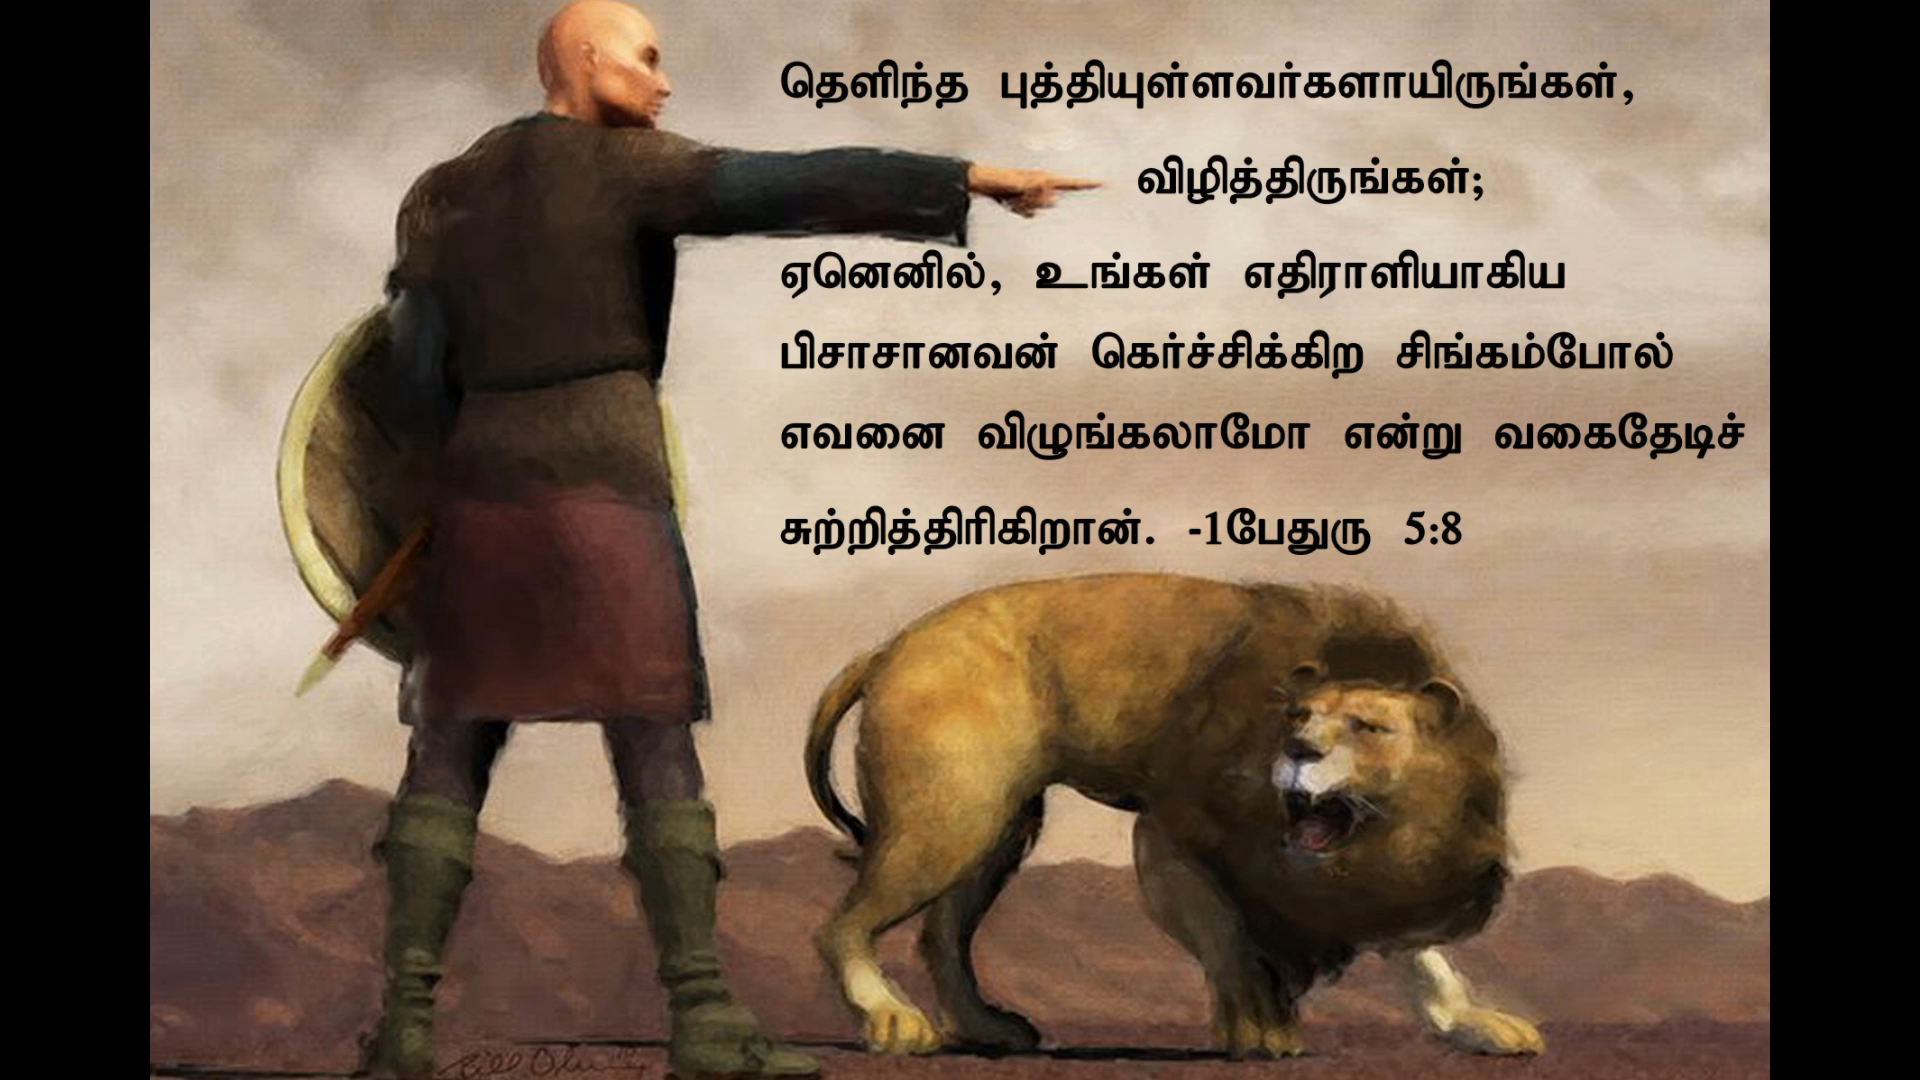 தெளிந்த புத்தியுள்ளவர்களாயிருங்கள்,
விழித்திருங்கள்;
ஏனெனில், உங்கள் எதிராளியாகிய
பிசாசானவன் கெர்ச்சிக்கிற சிங்கம்போல்
எவனை விழுங்கலாமோ என்று வகைதேடிச்
சுற்றித்திரிகிறான். -1பேதுரு 5:8